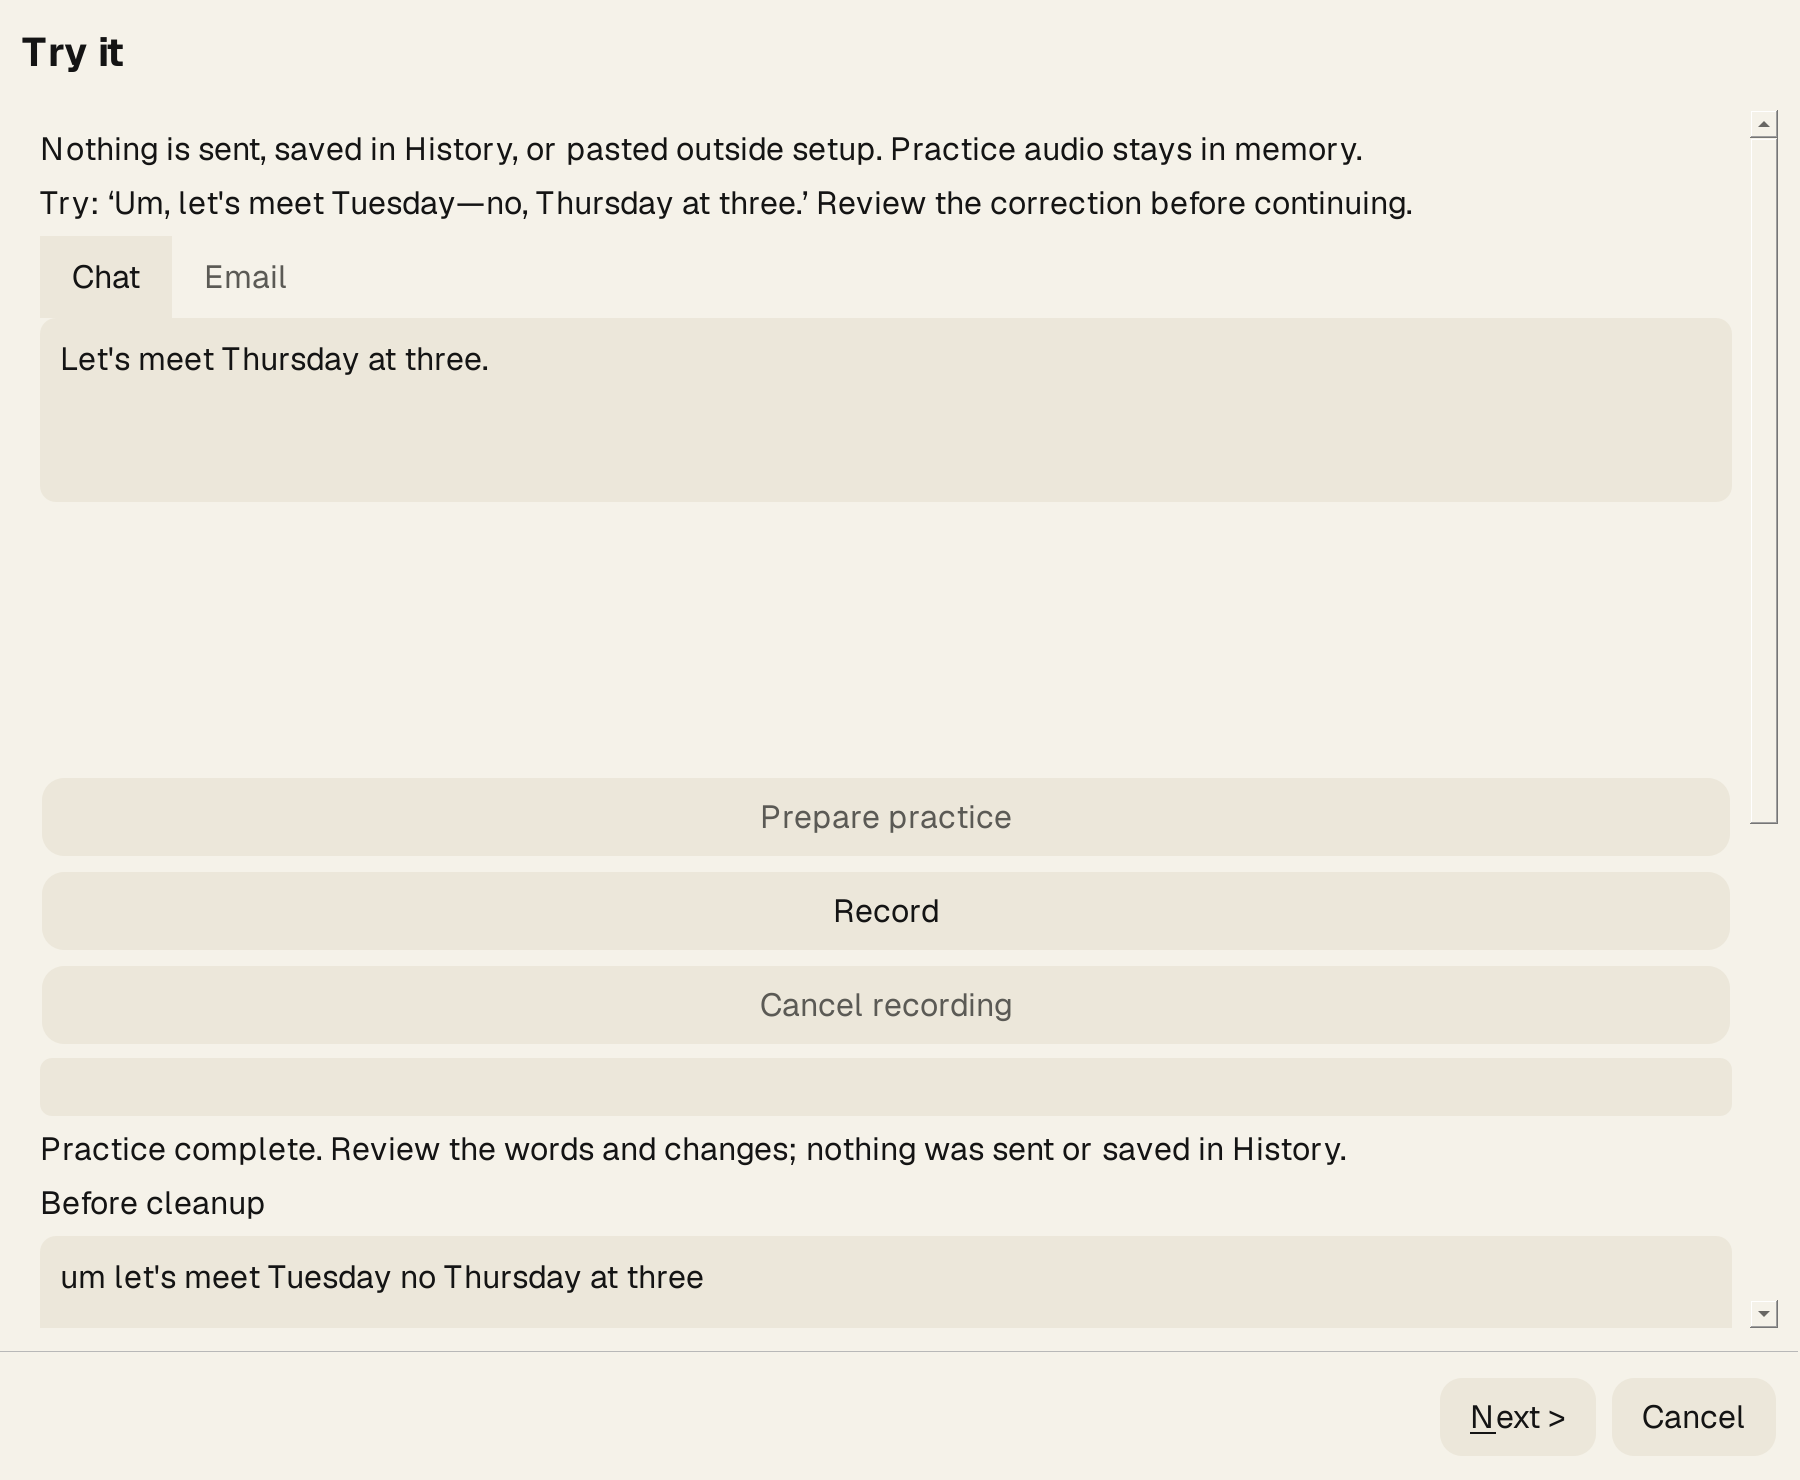 Try it
Nothing is sent, saved in History, or pasted outside setup. Practice audio stays in memory.
Try: ‘Um, let's meet Tuesday—no, Thursday at three.’ Review the correction before continuing.
Chat Email
Let's meet Thursday at three.
Prepare practice
Record
Cancel recording
Practice complete. Review the words and changes; nothing was sent or saved in History.
Before cleanup
um let's meet Tuesday no Thursday at three
Next > Cancel